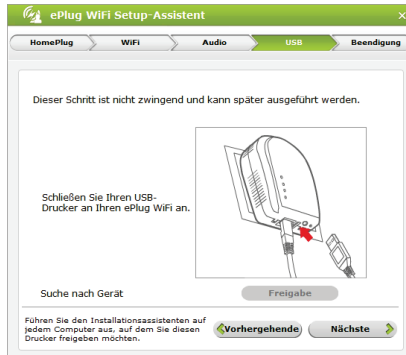 ePlug WiFi Setup-Assistent
HomePlug WiFi Audio USB Beendigung
Dieser Schritt ist nicht zwingend und kann später ausgeführt werden.
Schließen Sie Ihren USB-
Drucker an Ihren ePlug WiFi an.
Suche nach Gerät
Freigabe
Führen Sie den Installationsassistenten auf
jedem Computer aus, auf dem Sie diesen
Drucker freigeben möchten.
Vorhergehende
Nächste